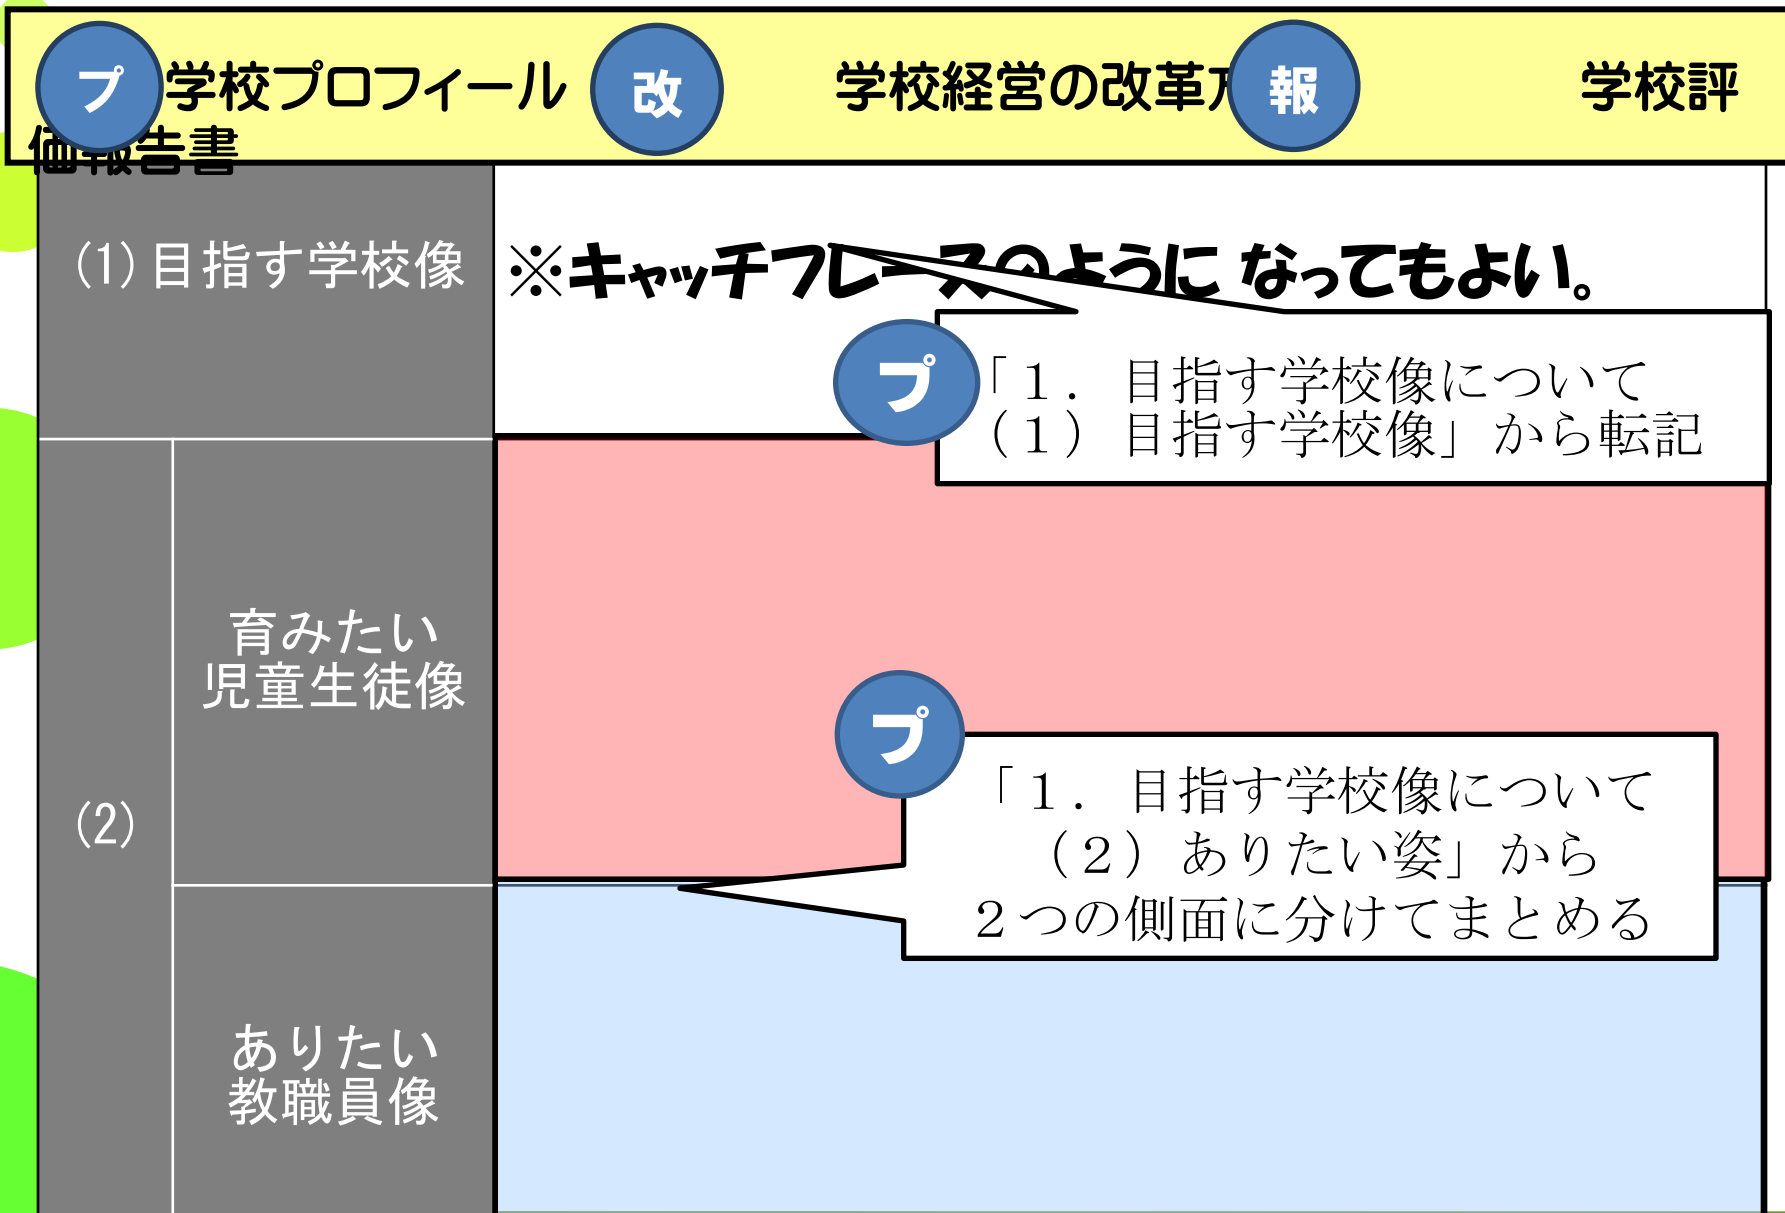 プ 学校プロフィール 改 学校経営の改革 報 学校評
価報告書
(1)目指す学校像
※キャッチフレーズのように なってもよい。
プ
「１．目指す学校像について
（１）目指す学校像」から転記
(2)
育みたい
児童生徒像
プ
「１．目指す学校像について
（２）ありたい姿」から
２つの側面に分けてまとめる
ありたい
教職員像